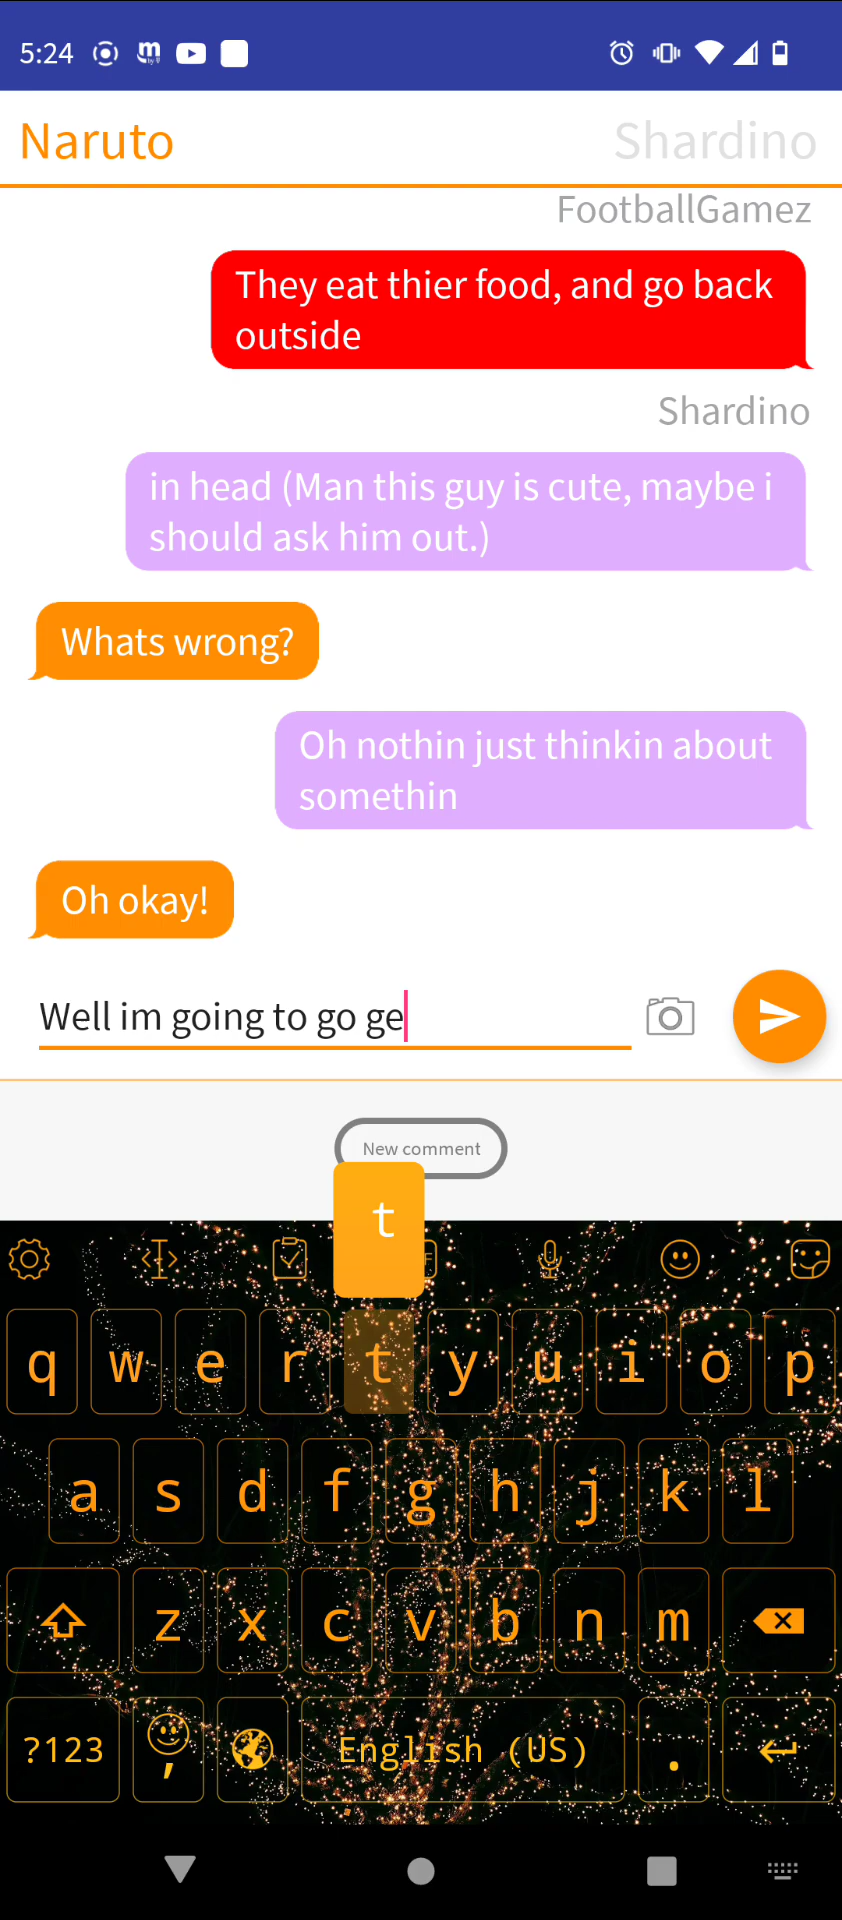 5:24
Naruto
Shardino
FootballGamez
They eat thier food, and go back
outside
Shardino
in head (Man this guy is cute, maybe i
should ask him out.)
Whats wrong?
Oh nothin just thinkin about
somethin
Oh okay!
Well im going to go ge
New comment
t
q w e r t y u i o p
a s d f g h j k l
z x c v b n m
?123 , English (US) .